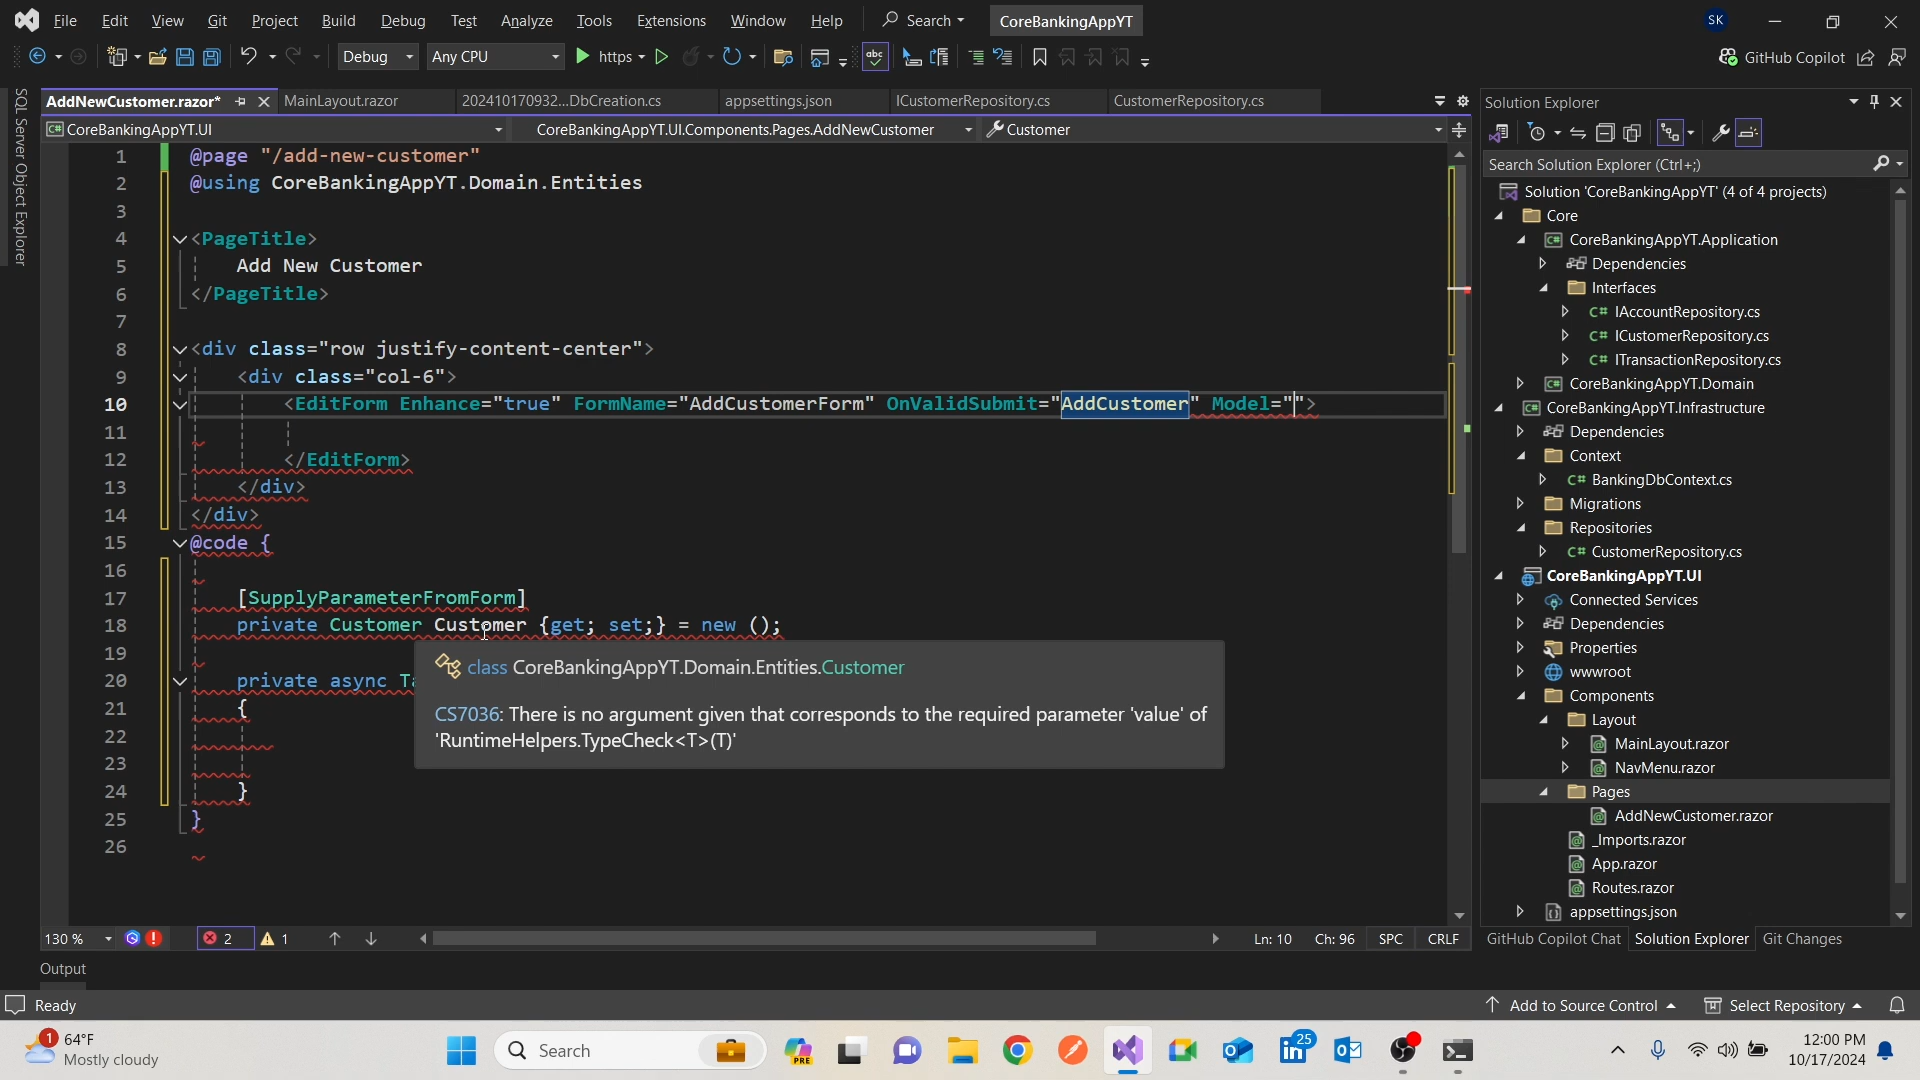 File Edit View Git Project Build Debug Test Analyze Tools Extensions Window Help Search CoreBankingAppYT SK
Debug Any CPU https GitHub Copilot
SQL Server Object Explorer
AddNewCustomer.razor* MainLayout.razor 202410170932...DbCreation.cs appsettings.json ICustomerRepository.cs CustomerRepository.cs
CoreBankingAppYT.UI CoreBankingAppYT.UI.Components.Pages.AddNewCustomer Customer
1 @page "/add-new-customer"
2 @using CoreBankingAppYT.Domain.Entities
3
4 <PageTitle>
5 Add New Customer
6 </PageTitle>
7
8 <div class="row justify-content-center">
9 <div class="col-6">
10 <EditForm Enhance="true" FormName="AddCustomerForm" OnValidSubmit="AddCustomer" Model="">
11
12 </EditForm>
13 </div>
14 </div>
15 @code {
16
17 [SupplyParameterFromForm]
18 private Customer Customer {get; set;} = new ();
19
20 private async Ta
21 {
22
23
24 }
25 }
26
class CoreBankingAppYT.Domain.Entities.Customer
CS7036: There is no argument given that corresponds to the required parameter 'value' of
'RuntimeHelpers.TypeCheck<T>(T)'
130 % 2 1 Ln: 10 Ch: 96 SPC CRLF
Output
Solution Explorer
Search Solution Explorer (Ctrl+;)
Solution 'CoreBankingAppYT' (4 of 4 projects)
Core
CoreBankingAppYT.Application
Dependencies
Interfaces
C# IAccountRepository.cs
C# ICustomerRepository.cs
C# ITransactionRepository.cs
CoreBankingAppYT.Domain
CoreBankingAppYT.Infrastructure
Dependencies
Context
C# BankingDbContext.cs
Migrations
Repositories
C# CustomerRepository.cs
CoreBankingAppYT.UI
Connected Services
Dependencies
Properties
wwwroot
Components
Layout
MainLayout.razor
NavMenu.razor
Pages
AddNewCustomer.razor
_Imports.razor
App.razor
Routes.razor
appsettings.json
GitHub Copilot Chat Solution Explorer Git Changes
Ready Add to Source Control Select Repository
1 64°F
Mostly cloudy
Search PRE 25
12:00 PM
10/17/2024